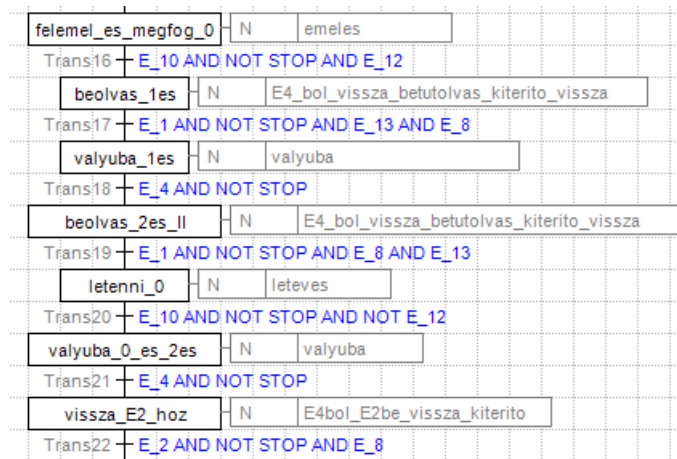 felemel_es_megfog_0 N emeles
Trans16 E_10 AND NOT STOP AND E_12
beolvas_1es N E4_bol_vissza_betutolvas_kiterito_vissza
Trans17 E_1 AND NOT STOP AND E_13 AND E_8
valyuba_1es N valyuba
Trans18 E_4 AND NOT STOP
beolvas_2es_II N E4_bol_vissza_betutolvas_kiterito_vissza
Trans19 E_1 AND NOT STOP AND E_8 AND E_13
letenni_0 N leteves
Trans20 E_10 AND NOT STOP AND NOT E_12
valyuba_0_es_2es N valyuba
Trans21 E_4 AND NOT STOP
vissza_E2_hoz N E4bol_E2be_vissza_kiterito
Trans22 E_2 AND NOT STOP AND E_8